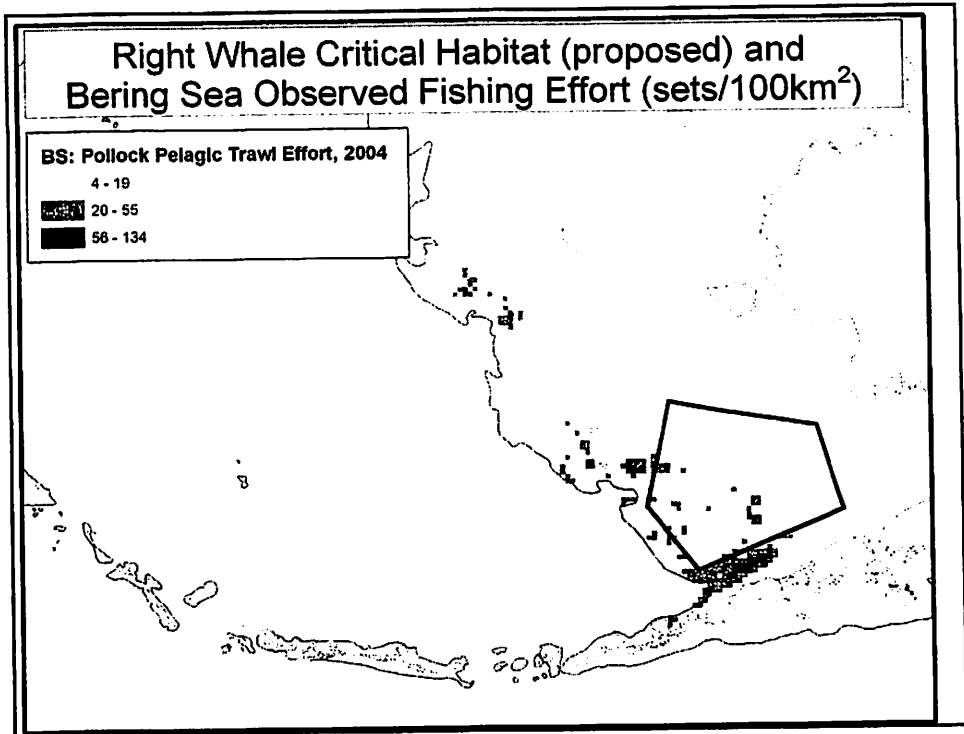 Right Whale Critical Habitat (proposed) and
Bering Sea Observed Fishing Effort (sets/100km²)
BS: Pollock Pelagic Trawl Effort, 2004
4 - 19
20 - 55
56 - 134